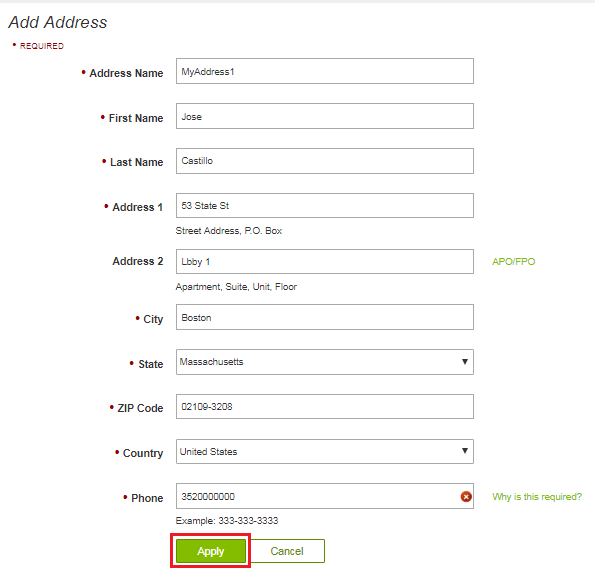 Add Address
• REQUIRED
• Address Name MyAddress1
• First Name Jose
• Last Name Castillo
• Address 1 53 State St
Street Address, P.O. Box
Address 2 Lbby 1 APO/FPO
Apartment, Suite, Unit, Floor
• City Boston
• State Massachusetts
• ZIP Code 02109-3208
• Country United States
• Phone 3520000000 Why is this required?
Example: 333-333-3333
Apply Cancel